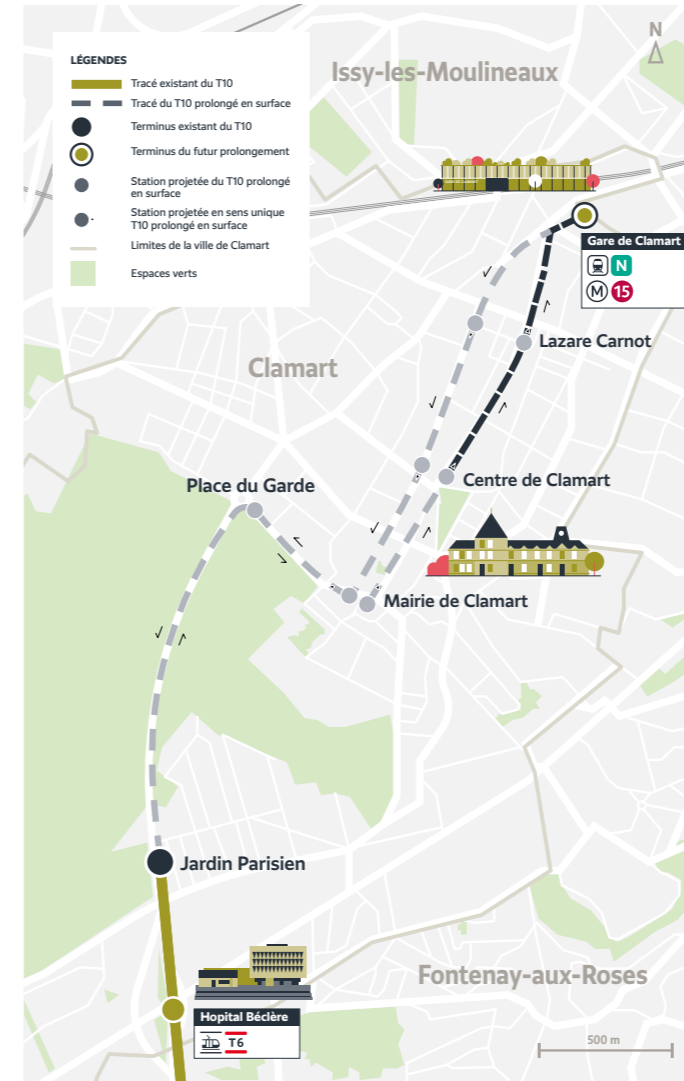 N
Issy-les-Moulineaux
LÉGENDES
Tracé existant du T10
Tracé du T10 prolongé en surface
Terminus existant du T10
Terminus du futur prolongement
Station projetée du T10 prolongé
en surface
Station projetée en sens unique
T10 prolongé en surface
Limites de la ville de Clamart
Espaces verts
Gare de Clamart
N
M 15
Lazare Carnot
Clamart
Centre de Clamart
Place du Garde
Mairie de Clamart
Jardin Parisien
Fontenay-aux-Roses
Hopital Béclère
T6
500 m